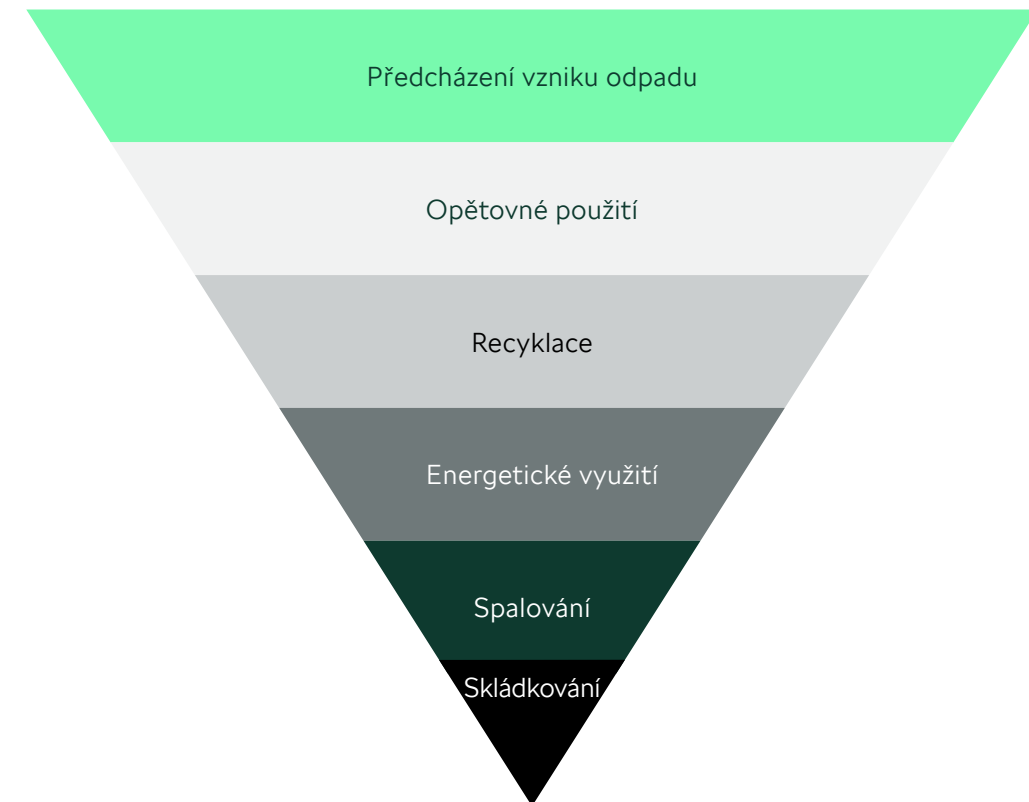 Předcházení vzniku odpadu
Opětovné použití
Recyklace
Energetické využití
Spalování
Skládkování